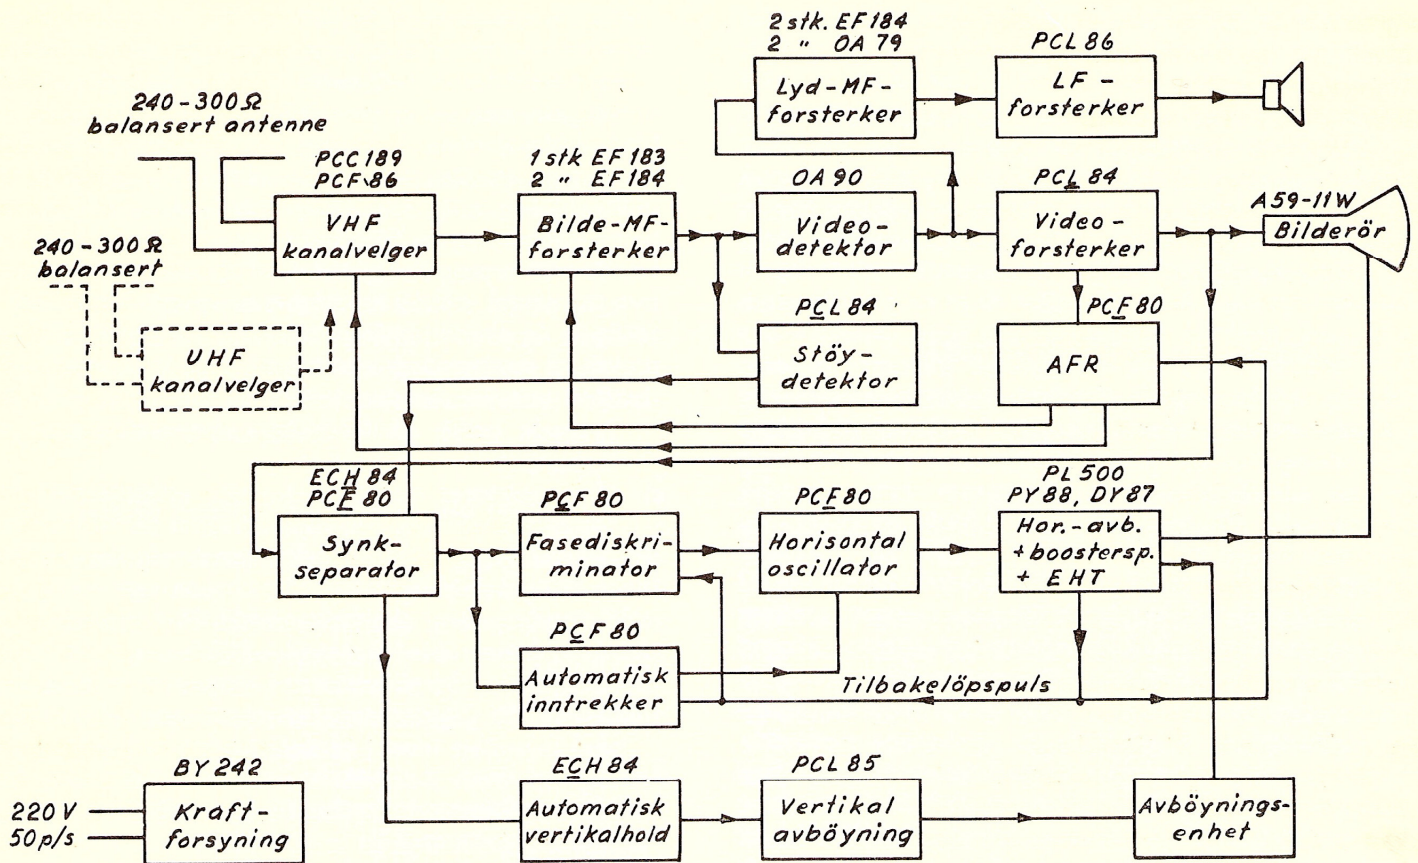 2 stk. EF 184
2 " OA 79
Lyd-MF-
forsterker
PCL 86
LF-
forsterker
240-300Ω
balansert antenne
PCC 189
PCF 86
VHF
kanalvelger
1 stk EF 183
2 " EF 184
Bilde-MF-
forsterker
OA 90
Video-
detektor
PCL 84
Video-
forsterker
A59-11W
Bilderör
240-300Ω
balansert
UHF
kanalvelger
PCL 84
Stöy-
detektor
PCF 80
AFR
ECH 84
PCF 80
Synk-
separator
PCF 80
Fasediskri-
minator
PCF 80
Horisontal
oscillator
PL 500
PY 88, DY 87
Hor.-avb.
+ boostersp.
+ EHT
PCF 80
Automatisk
inntrekker
Tilbakelöpspuls
BY 242
220 V
50 p/s
Kraft-
forsyning
ECH 84
Automatisk
vertikalhold
PCL 85
Vertikal
avböyning
Avböynings-
enhet